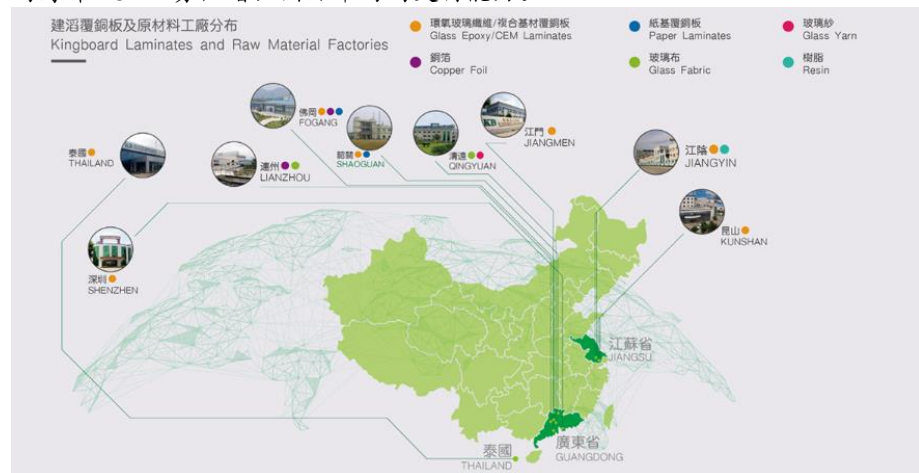 建滔覆銅板及原材料工廠分布
Kingboard Laminates and Raw Material Factories
環氧玻璃纖維/複合基材覆銅板
Glass Epoxy/CEM Laminates
紙基覆銅板
Paper Laminates
玻璃紗
Glass Yarn
銅箔
Copper Foil
玻璃布
Glass Fabric
樹脂
Resin
泰國
THAILAND
連州
LIANZHOU
佛岡
FOGANG
韶關
SHAOGUAN
清遠
QINGYUAN
江門
JIANGMEN
江陰
JIANGYIN
昆山
KUNSHAN
深圳
SHENZHEN
江蘇省
JIANGSU
廣東省
GUANGDONG
泰國
THAILAND